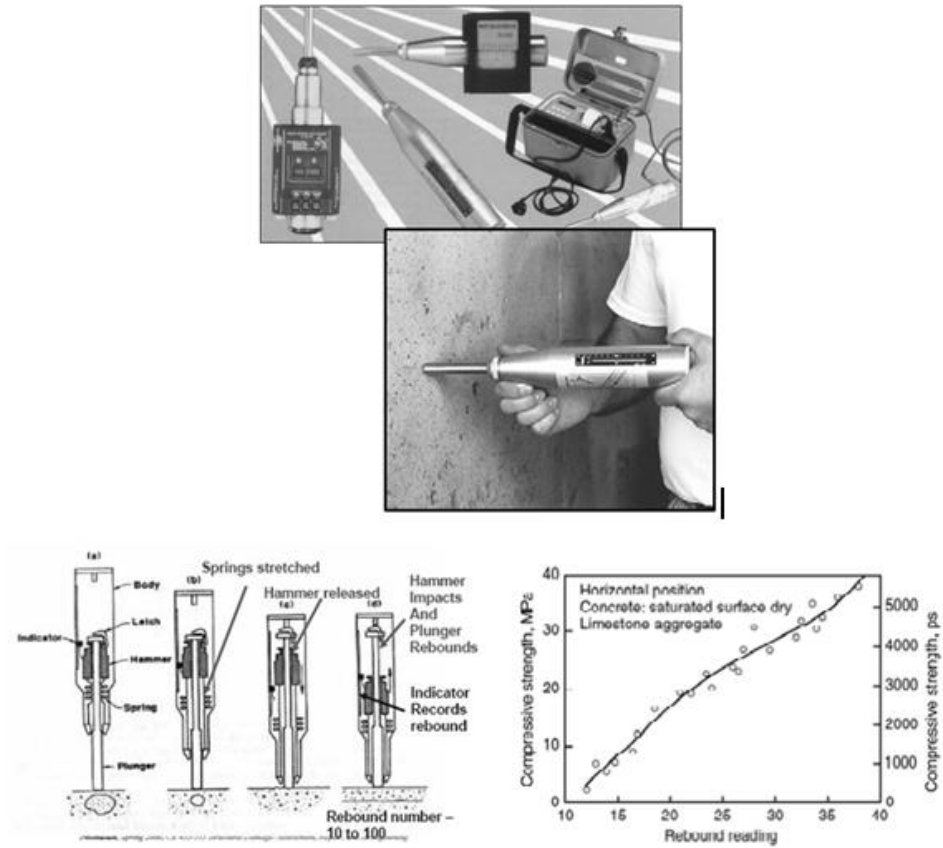 (a)
Body
Latch
Indicator
Hammer
Spring
Plunger
(b)
Springs stretched
(c)
Hammer released
(d)
Hammer
Impacts
And
Plunger
Rebounds
Indicator
Records
rebound
Rebound number –
10 to 100
Horizontal position
Concrete: saturated surface dry
Limestone aggregate
Compressive strength, MPa
40
30
20
10
0
Compressive strength, ps
5000
4000
3000
2000
1000
0
10 15 20 25 30 35 40
Rebound reading